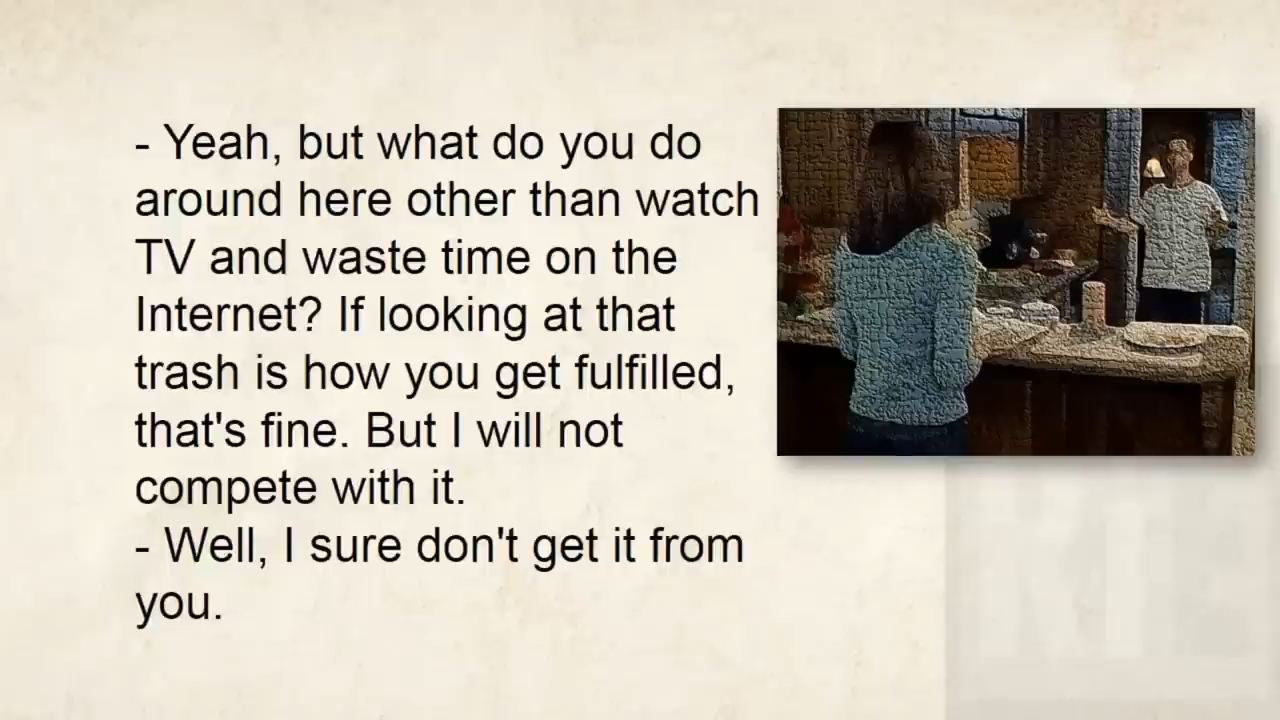 - Yeah, but what do you do
around here other than watch
TV and waste time on the
Internet? If looking at that
trash is how you get fulfilled,
that's fine. But I will not
compete with it.
- Well, I sure don't get it from
you.